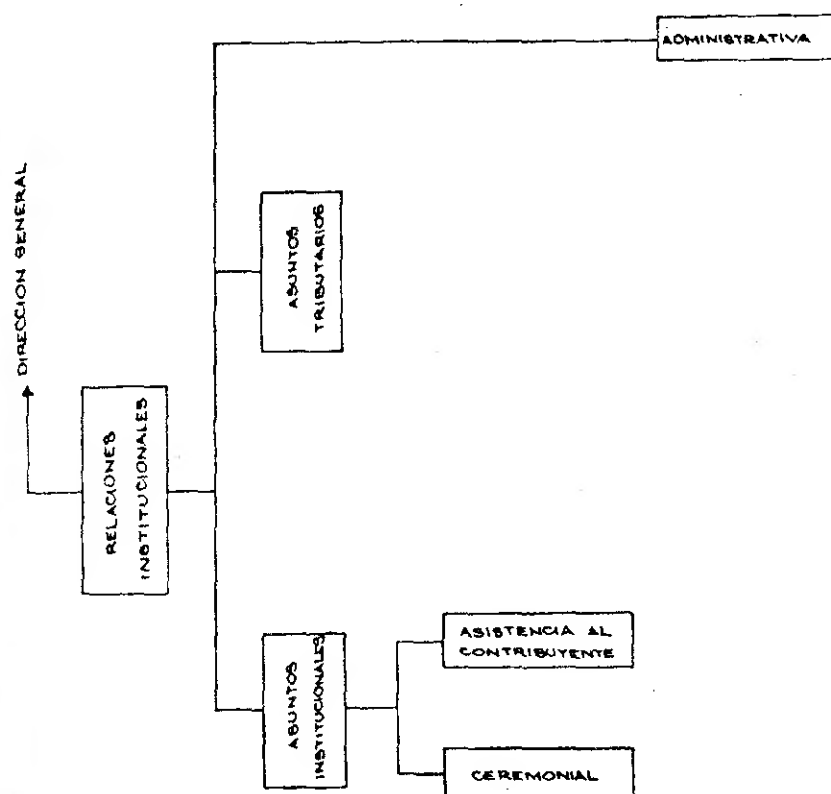 DIRECCION GENERAL
RELACIONES
INSTITUCIONALES
ASUNTOS
INSTITUCIONALES
ASUNTOS
TRIBUTARIOS
ADMINISTRATIVA
CEREMONIAL
ASISTENCIA AL
CONTRIBUYENTE